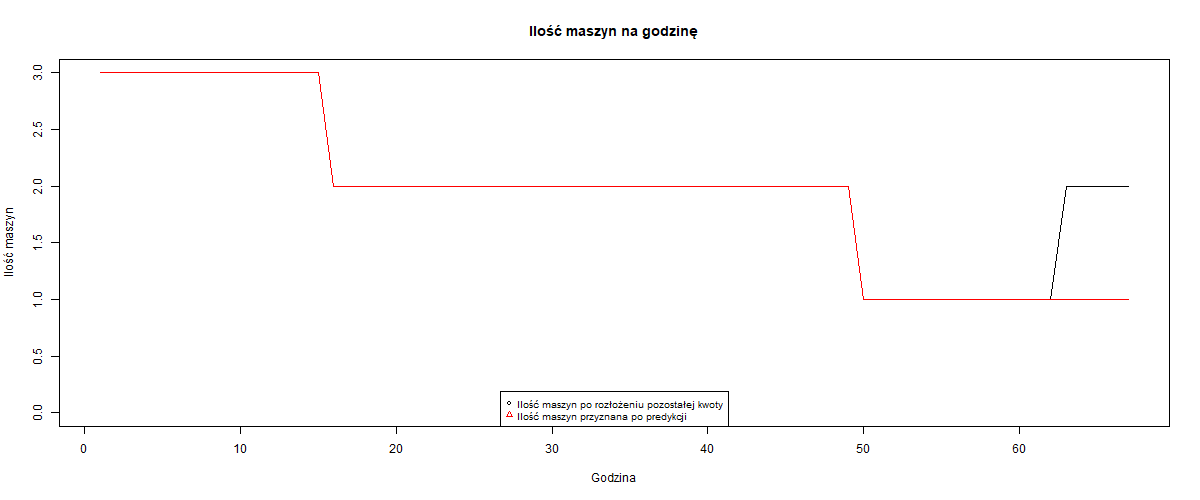 Ilość maszyn na godzinę
Ilość maszyn
3.0
2.5
2.0
1.5
1.0
0.5
0.0
Ilość maszyn po rozłożeniu pozostałej kwoty
Ilość maszyn przyznana po predykcji
0 10 20 30 40 50 60
Godzina